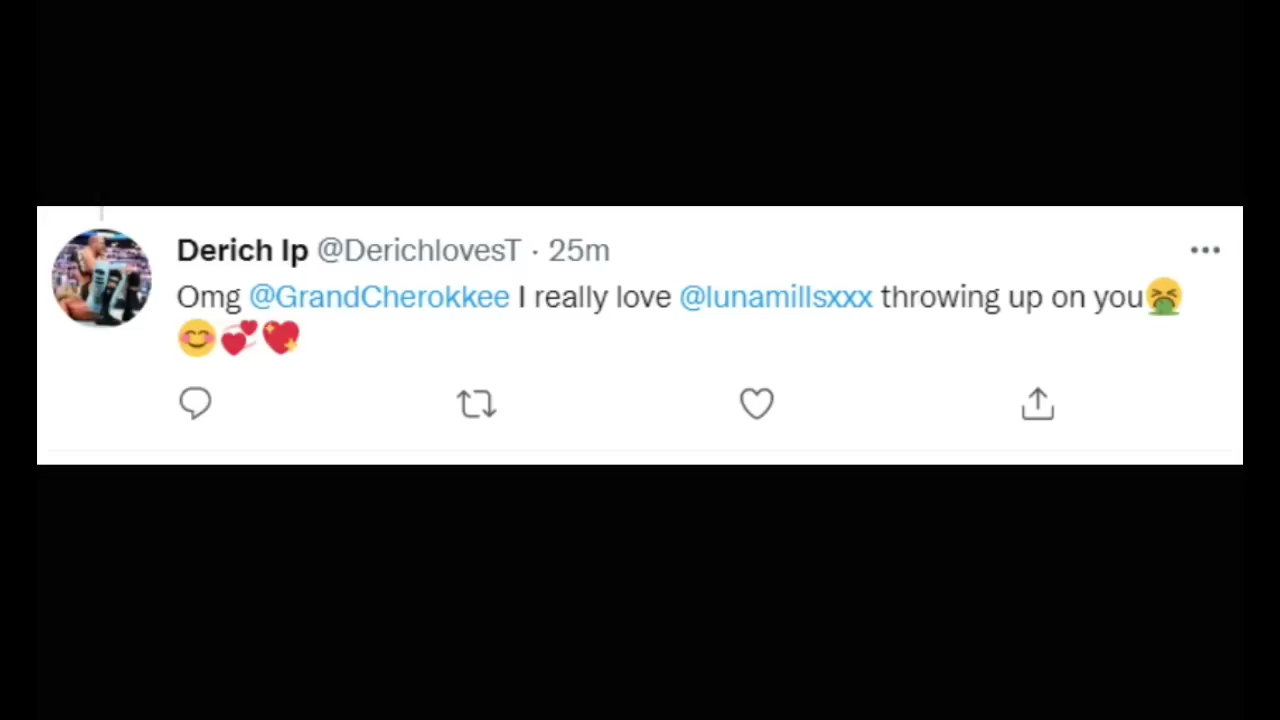 Derich Ip @DerichlovesT · 25m
Omg @GrandCherokkee I really love @lunamillsxxx throwing up on you🤮
😊💞💖